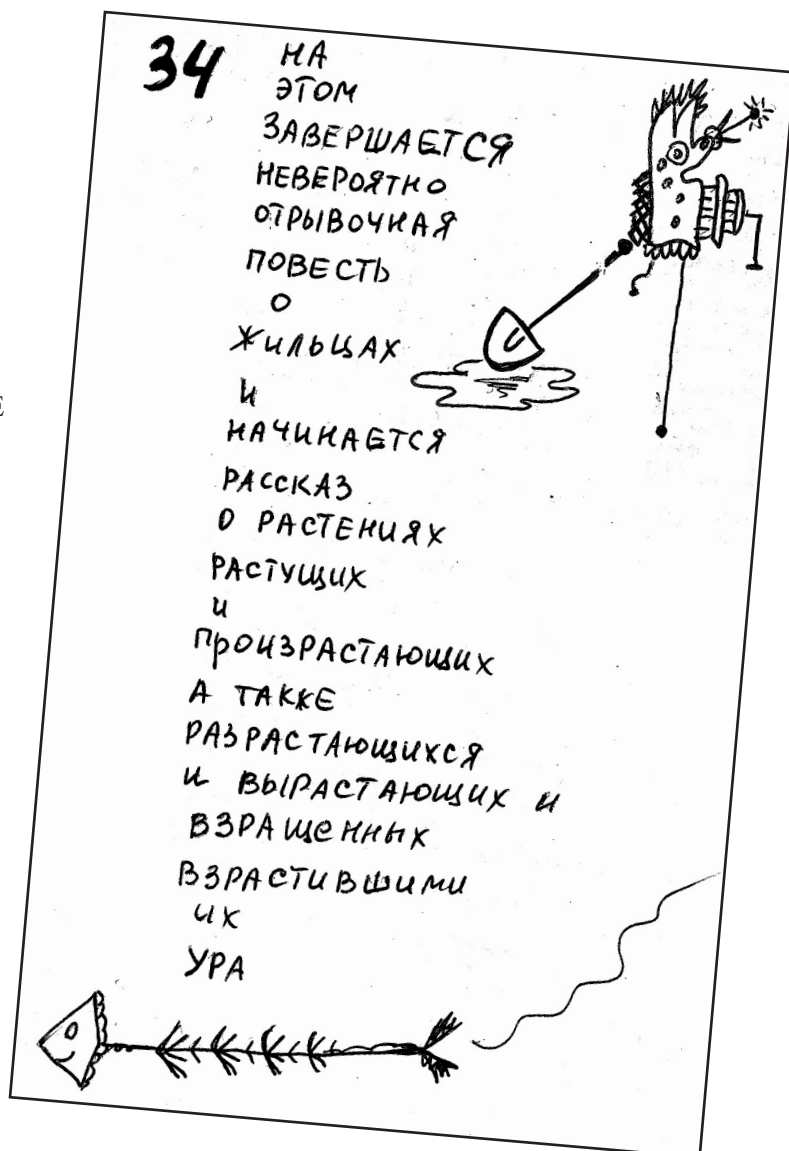 34
НА
ЭТОМ
ЗАВЕРШАЕТСЯ
НЕВЕРОЯТНО
ОТРЫВОЧНАЯ
ПОВЕСТЬ
О
ЖИЛЬЦАХ
И
НАЧИНАЕТСЯ
РАССКАЗ
О РАСТЕНИЯХ
РАСТУЩИХ
И
ПРОИЗРАСТАЮЩИХ
А ТАКЖЕ
РАЗРАСТАЮЩИХСЯ
И ВЫРАСТАЮЩИХ И
ВЗРАЩЕННЫХ
ВЗРАСТИВШИМИ
ИХ
УРА
Е